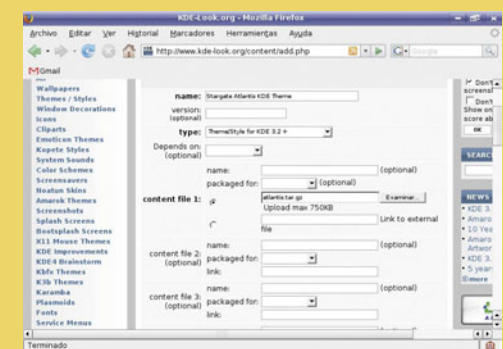 KDE-Look.org - Mozilla Firefox
Archivo Editar Ver Historial Marcadores Herramientas Ayuda
http://www.kde-look.org/content/add.php
Google
Gmail
All
Wallpapers
Themes / Styles
Window Decorations
Icons
Cliparts
Emoticon Themes
Kopete Styles
System Sounds
Color Schemes
Screensavers
Noatun Skins
Amarok Themes
Screenshots
Splash Screens
Bootsplash Screens
X11 Mouse Themes
KDE Improvements
KDE4 Brainstorm
Kbfx Themes
K3b Themes
Karamba
Plasmoids
Fonts
Service Menus
name: Stargate Atlantis KDE Theme
version:
(optional)
type: Theme/Style for KDE 3.2 +
Depends on:
(optional)
name: (optional)
packaged for: (optional)
content file 1: atlantis.tar.gz Examinar...
Upload max 750KB
Link to external
file
content file 2: name: (optional)
(optional) packaged for:
link:
content file 3: name: (optional)
(optional) packaged for:
link:
name: (optional)
Don't
screensl
Don't
Show on
score ab
OK
SEARC
NEWS
KDE 3.
Amaro
10 Yea
Amaro
Artwor
KDE 3.
5 year
more
Terminado